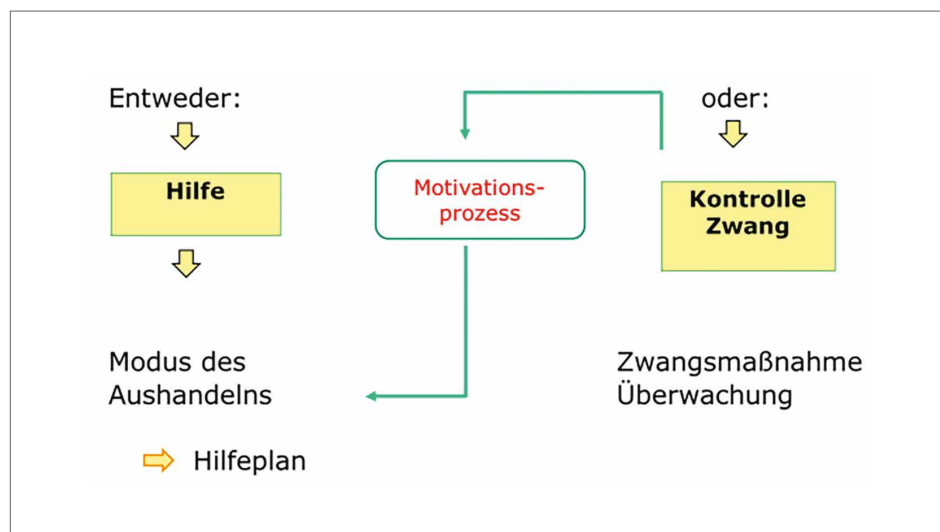 Entweder:
oder:
Hilfe
Motivations-
prozess
Kontrolle
Zwang
Modus des
Aushandelns
Zwangsmaßnahme
Überwachung
Hilfeplan